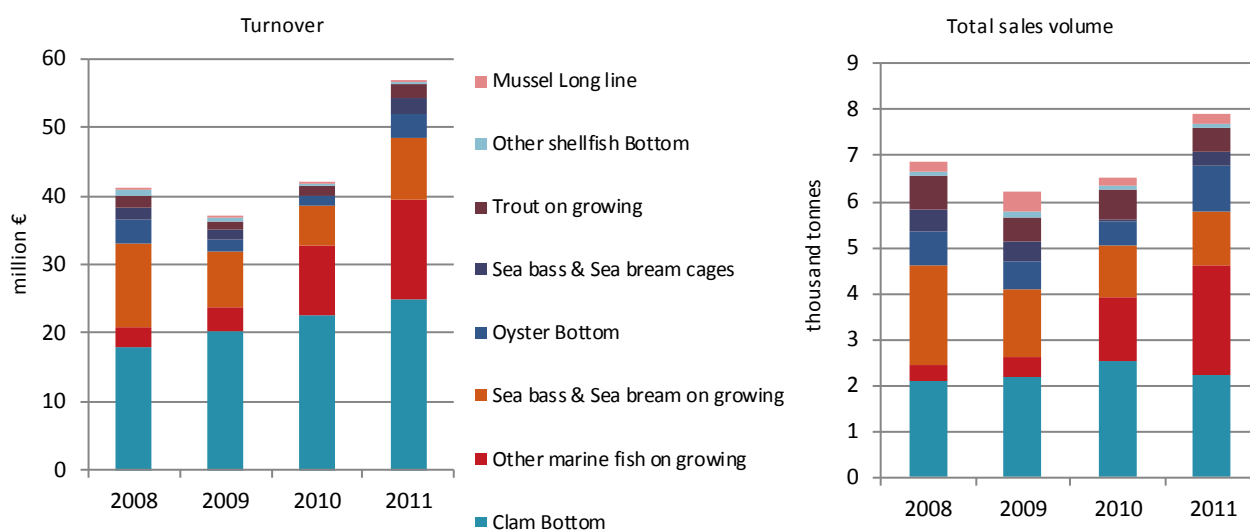 Turnover
60
50
40
30
20
10
0
million €
2008 2009 2010 2011
Mussel Long line
Other shellfish Bottom
Trout on growing
Sea bass & Sea bream cages
Oyster Bottom
Sea bass & Sea bream on growing
Other marine fish on growing
Clam Bottom
Total sales volume
9
8
7
6
5
4
3
2
1
0
thousand tonnes
2008 2009 2010 2011